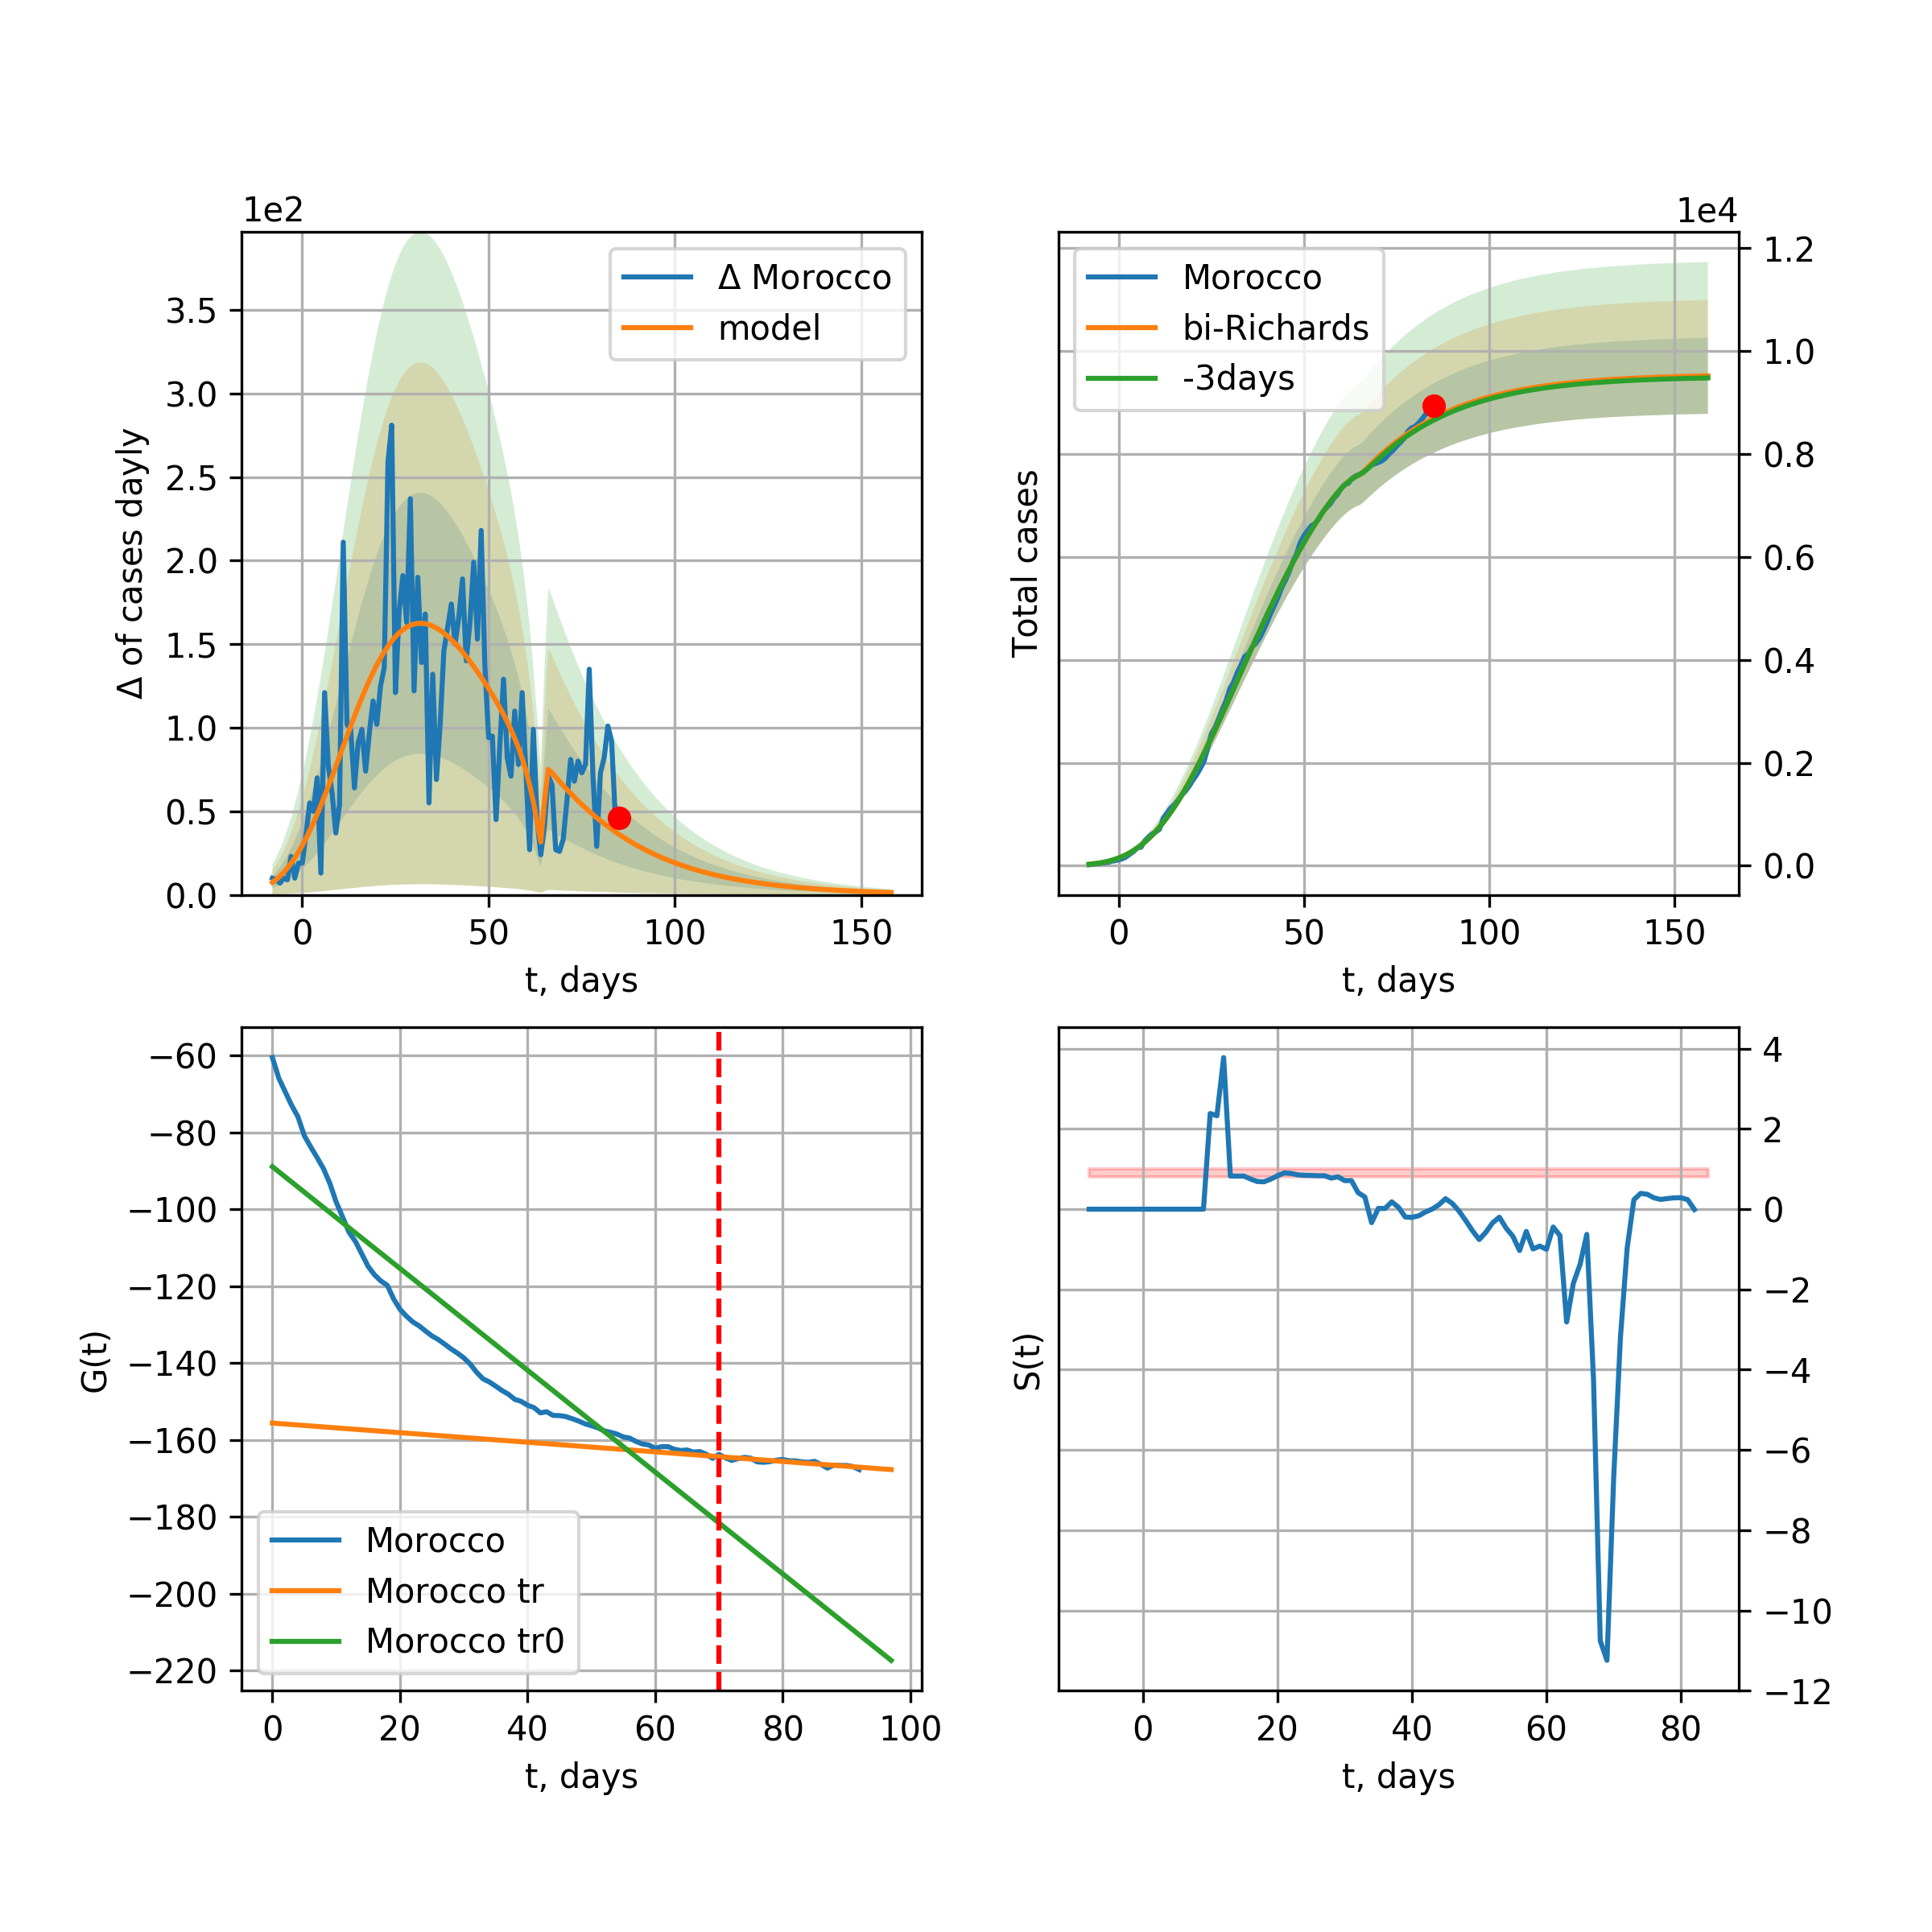 1e2
Δ of cases dayly
3.5
3.0
2.5
2.0
1.5
1.0
0.5
0.0
Δ Morocco
model
0 50 100 150
t, days
1e4
Total cases
Morocco
bi-Richards
-3days
1.2
1.0
0.8
0.6
0.4
0.2
0.0
0 50 100 150
t, days
G(t)
−60
−80
−100
−120
−140
−160
−180
−200
−220
Morocco
Morocco tr
Morocco tr0
0 20 40 60 80 100
t, days
S(t)
4
2
0
−2
−4
−6
−8
−10
−12
0 20 40 60 80
t, days